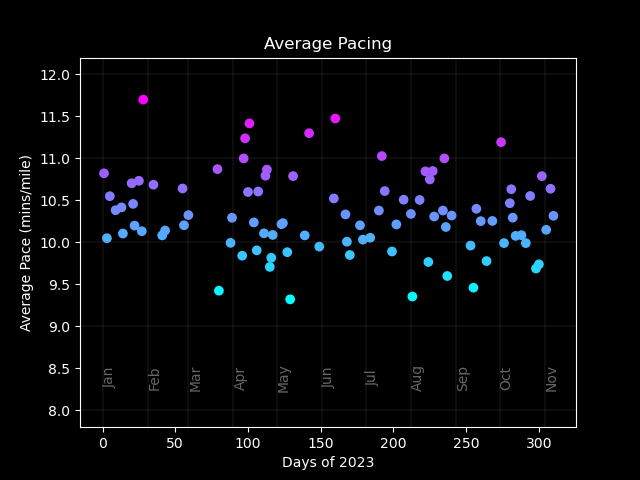 Average Pacing
12.0
11.5
11.0
10.5
10.0
9.5
9.0
8.5
8.0
Average Pace (mins/mile)
Jan
Feb
Mar
Apr
May
Jun
Jul
Aug
Sep
Oct
Nov
0 50 100 150 200 250 300
Days of 2023